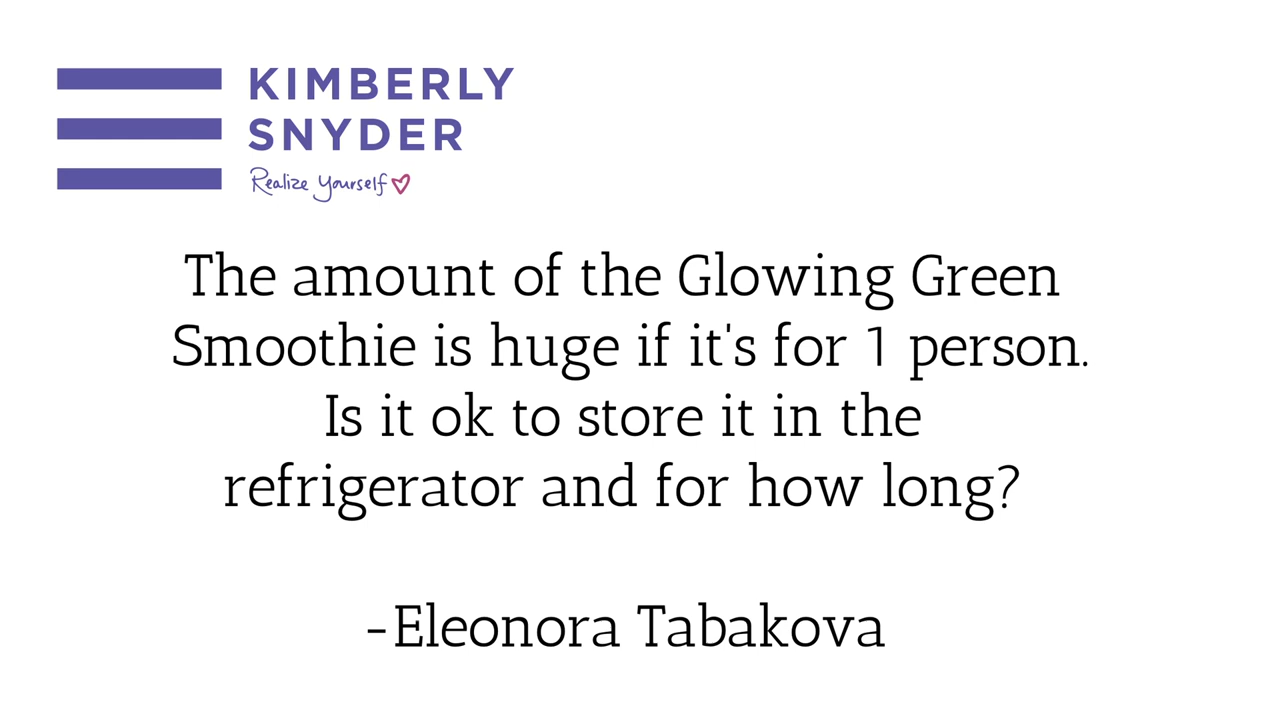 KIMBERLY
SNYDER
Realize Yourself
The amount of the Glowing Green
Smoothie is huge if it's for 1 person.
Is it ok to store it in the
refrigerator and for how long?
-Eleonora Tabakova